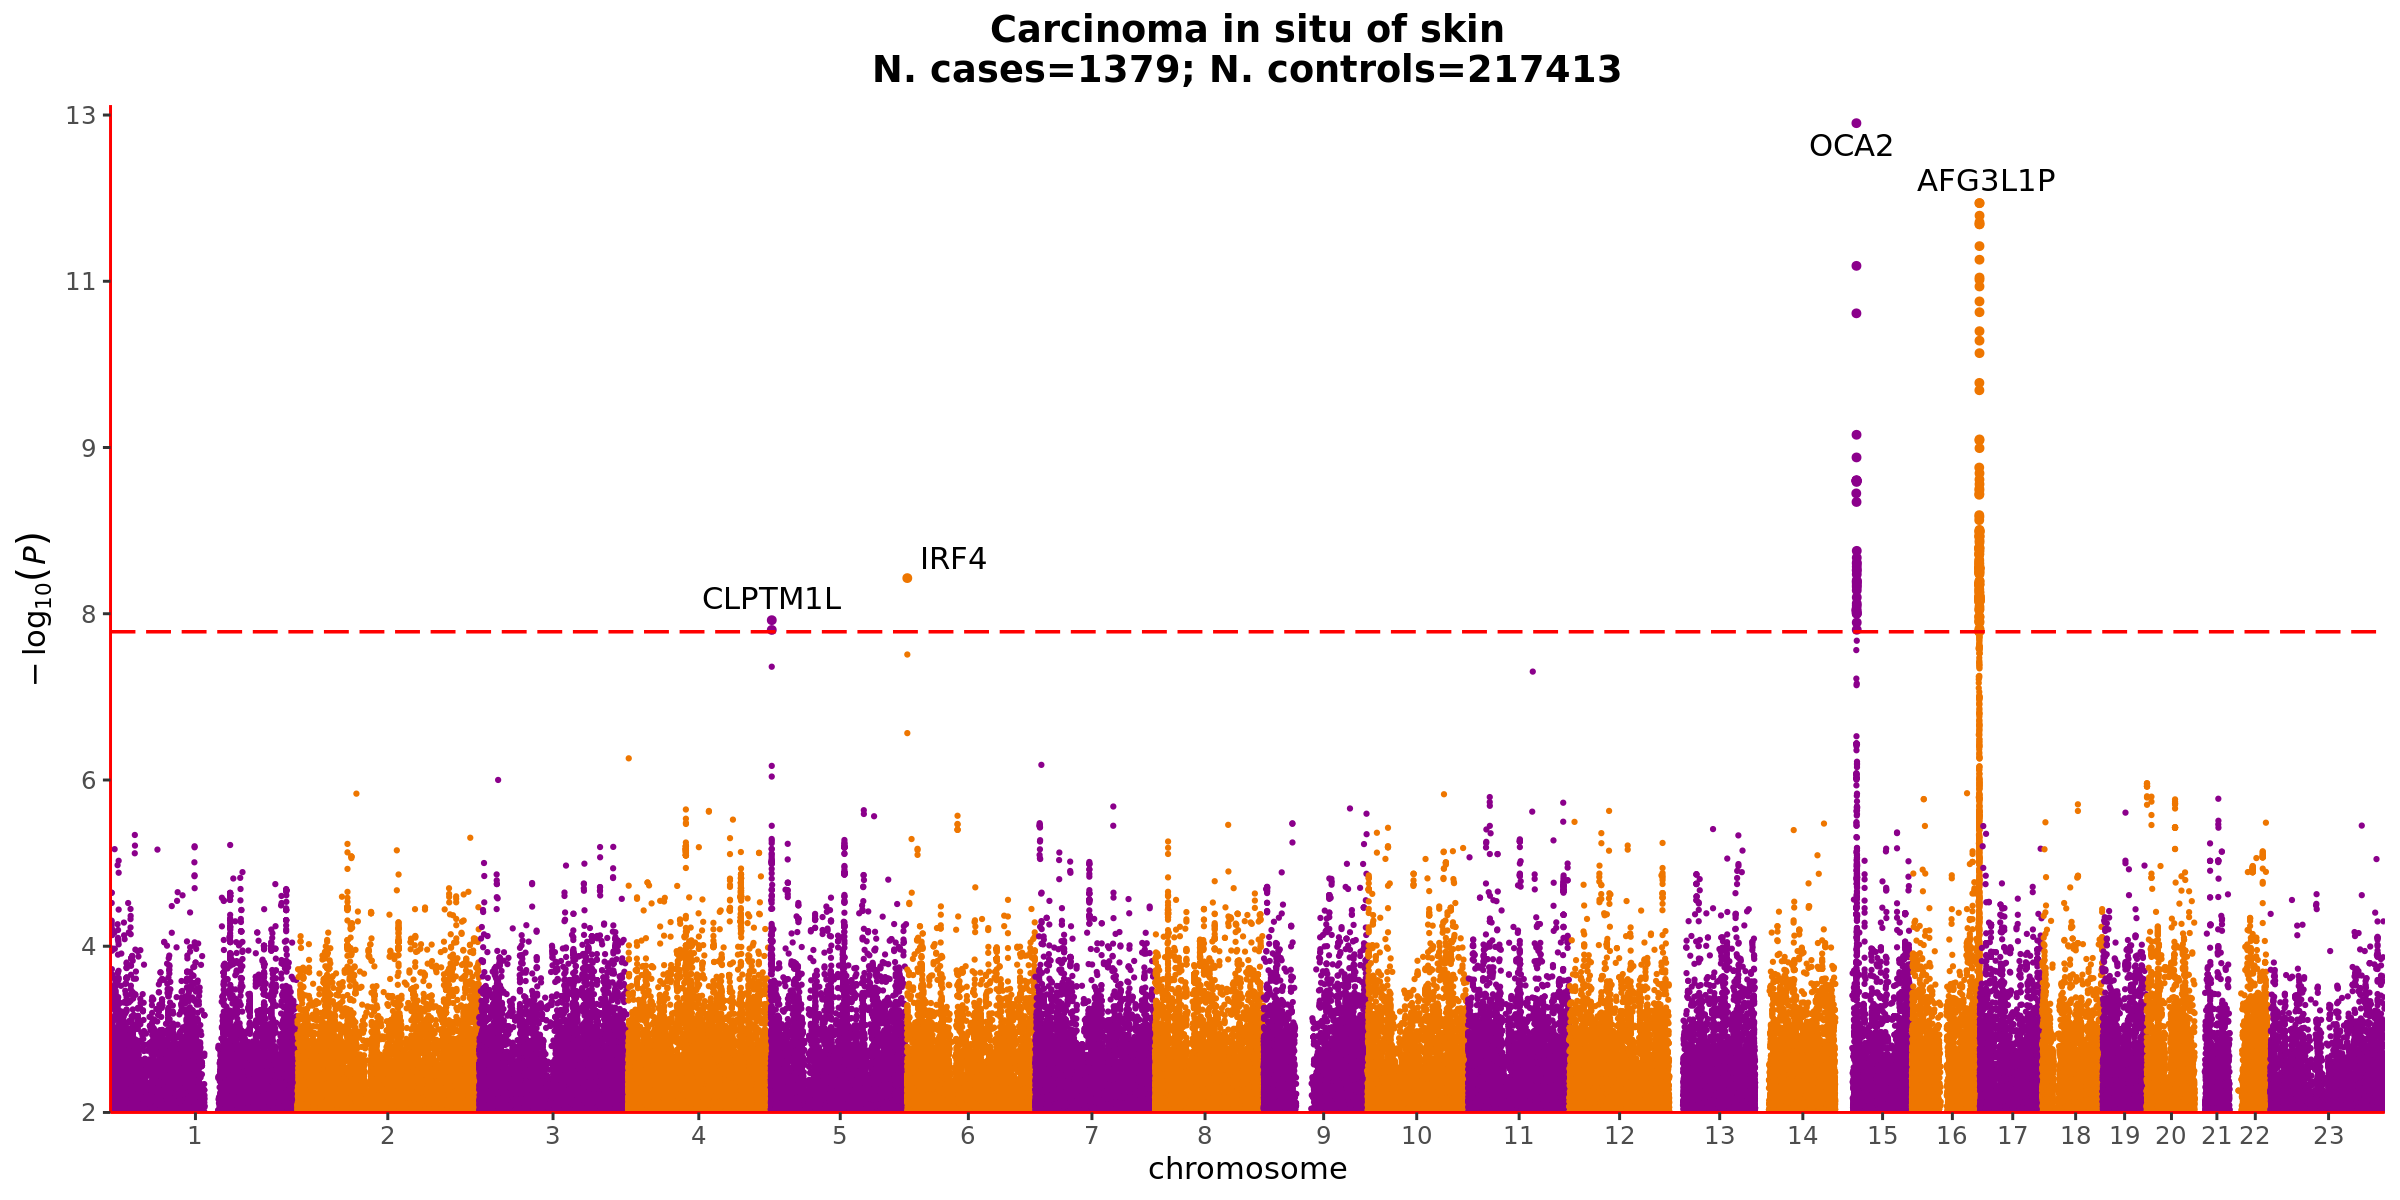 Carcinoma in situ of skin
N. cases=1379; N. controls=217413
13
OCA2
AFG3L1P
11
9
IRF4
CLPTM1L
8
6
4
2
− log10(P)
1 2 3 4 5 6 7 8 9 10 11 12 13 14 15 16 17 18 19 20 21 22 23
chromosome